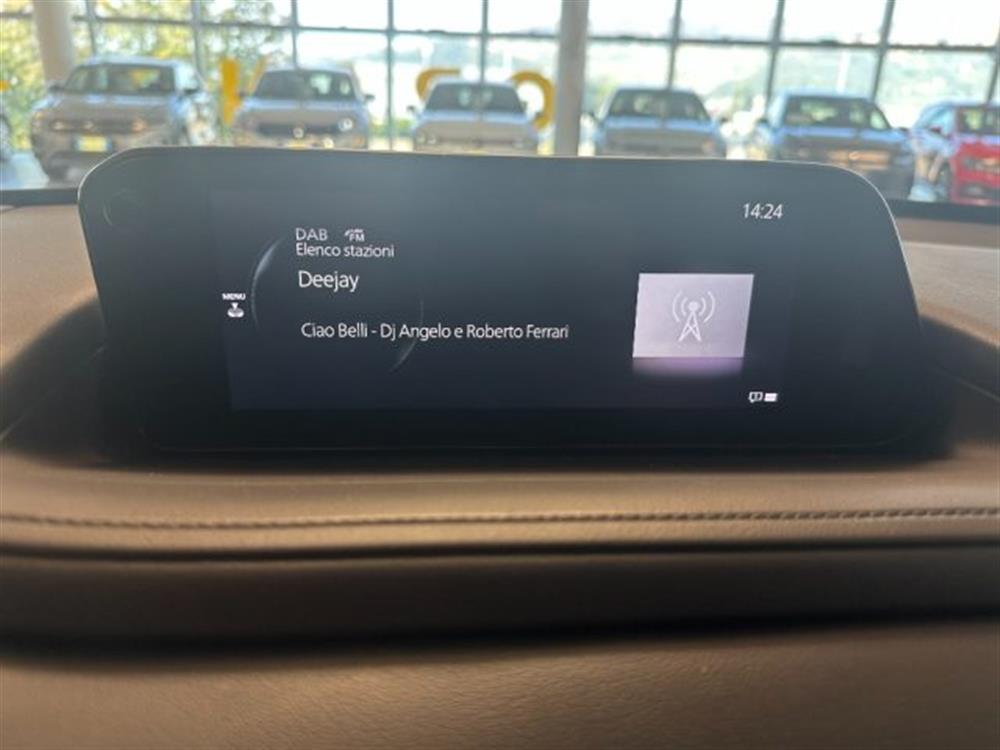 14:24
DAB FM
Elenco stazioni
Deejay
MENU
Ciao Belli - Dj Angelo e Roberto Ferrari